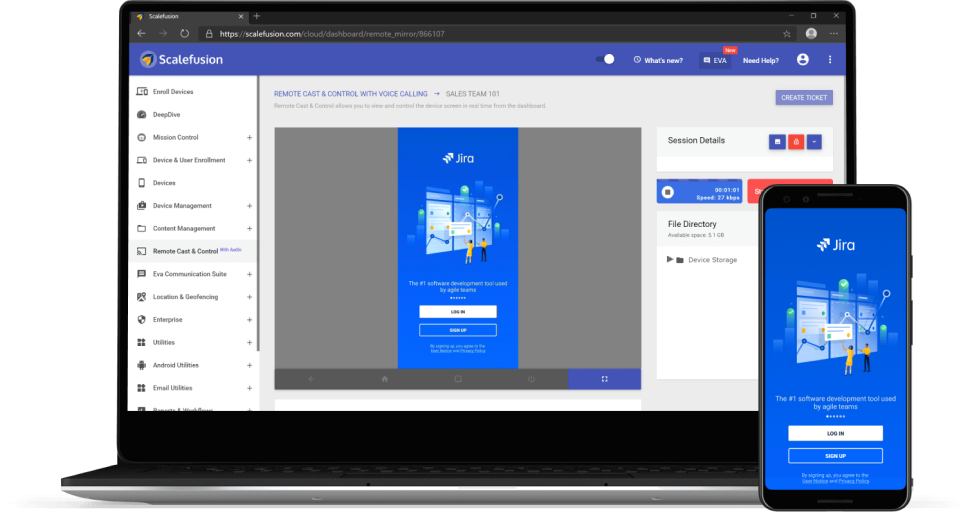 Scalefusion
https://scalefusion.com/cloud/dashboard/remote_mirror/866107
Scalefusion
What's new?
EVA
New
Need Help?
Enroll Devices
DeepDive
Mission Control +
Device & User Enrollment +
Devices
Device Management +
Content Management +
Remote Cast & Control With Audio
Eva Communication Suite +
Location & Geofencing +
Enterprise +
Utilities +
Android Utilities +
Email Utilities +
Reports & Workflows
REMOTE CAST & CONTROL WITH VOICE CALLING → SALES TEAM 101
Remote Cast & Control allows you to view and control the device screen in real time from the dashboard.
CREATE TICKET
Jira
The #1 software development tool used
by agile teams
LOG IN
SIGN UP
By signing up, you agree to the
User Notice and Privacy Policy
Session Details
00:01:01
Speed: 27 kbps
File Directory
Available space: 5.1 GB
Device Storage
Jira
The #1 software development tool used
by agile teams
LOG IN
SIGN UP
By signing up, you agree to the
User Notice and Privacy Policy